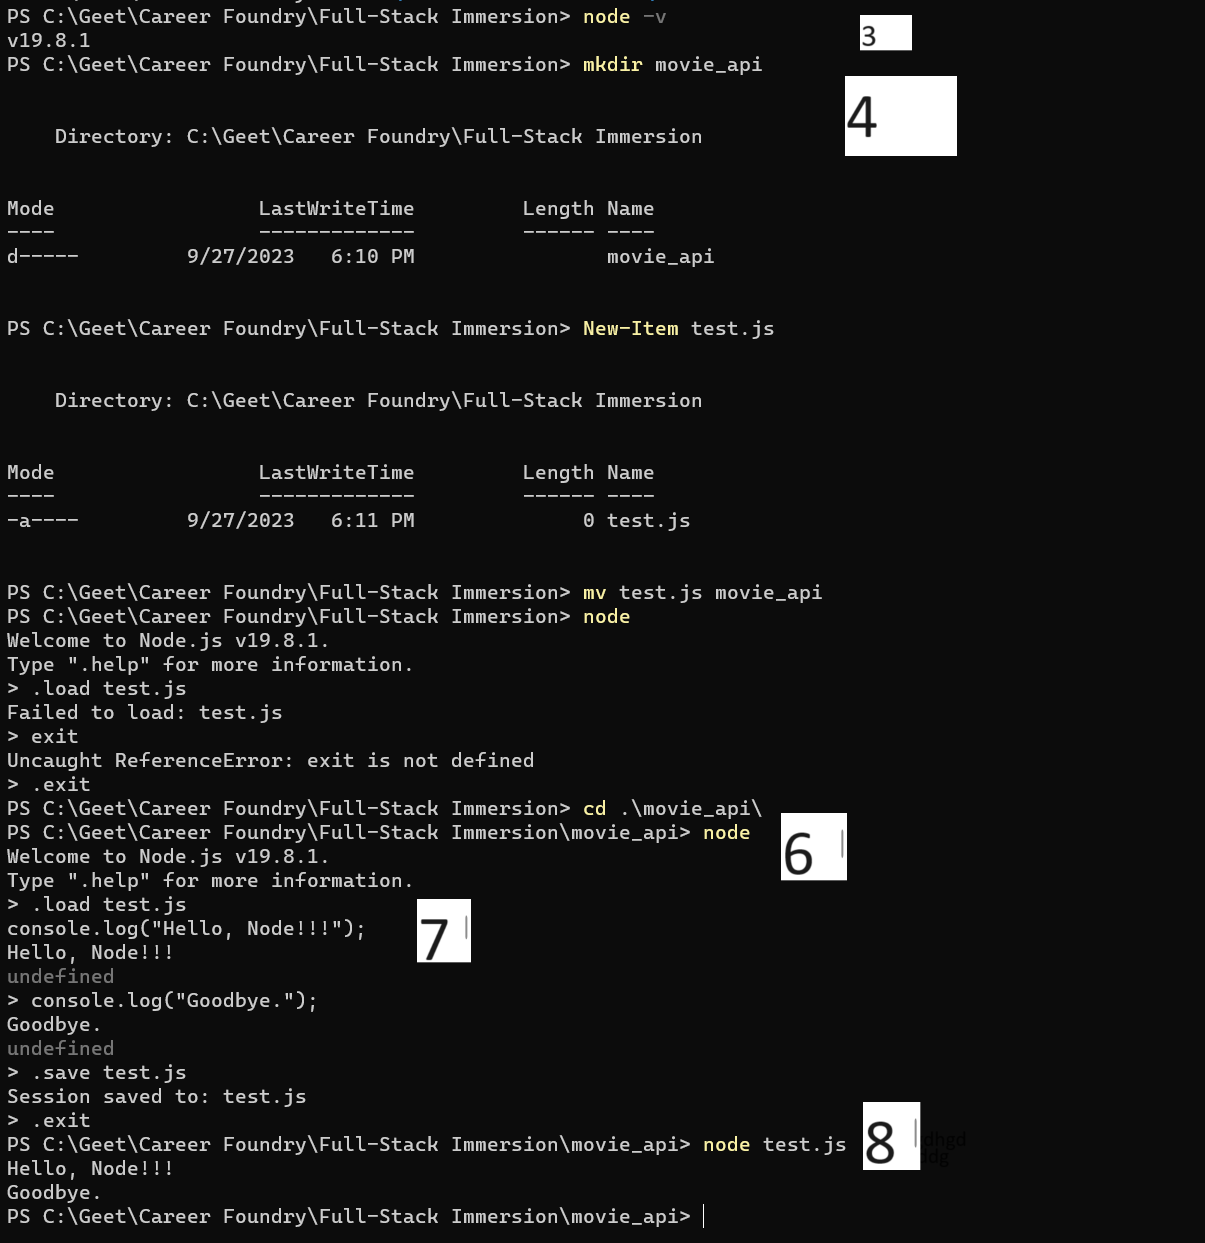 PS C:\Geet\Career Foundry\Full-Stack Immersion> node -v
v19.8.1
3
PS C:\Geet\Career Foundry\Full-Stack Immersion> mkdir movie_api
4
Directory: C:\Geet\Career Foundry\Full-Stack Immersion
Mode LastWriteTime Length Name
---- ------------- ------ ----
d----- 9/27/2023 6:10 PM movie_api
PS C:\Geet\Career Foundry\Full-Stack Immersion> New-Item test.js
Directory: C:\Geet\Career Foundry\Full-Stack Immersion
Mode LastWriteTime Length Name
---- ------------- ------ ----
-a---- 9/27/2023 6:11 PM 0 test.js
PS C:\Geet\Career Foundry\Full-Stack Immersion> mv test.js movie_api
PS C:\Geet\Career Foundry\Full-Stack Immersion> node
Welcome to Node.js v19.8.1.
Type ".help" for more information.
> .load test.js
Failed to load: test.js
> exit
Uncaught ReferenceError: exit is not defined
> .exit
PS C:\Geet\Career Foundry\Full-Stack Immersion> cd .\movie_api\
PS C:\Geet\Career Foundry\Full-Stack Immersion\movie_api> node
6
Welcome to Node.js v19.8.1.
Type ".help" for more information.
> .load test.js
console.log("Hello, Node!!!");
7
Hello, Node!!!
undefined
> console.log("Goodbye.");
Goodbye.
undefined
> .save test.js
Session saved to: test.js
> .exit
PS C:\Geet\Career Foundry\Full-Stack Immersion\movie_api> node test.js
8
Hello, Node!!!
Goodbye.
PS C:\Geet\Career Foundry\Full-Stack Immersion\movie_api>